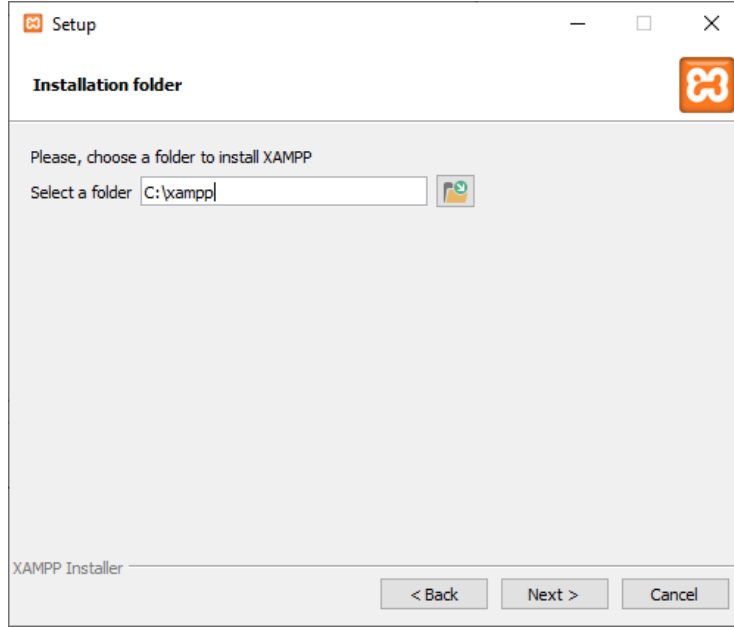 Setup
Installation folder
Please, choose a folder to install XAMPP
Select a folder C:\xampp
XAMPP Installer
< Back Next > Cancel